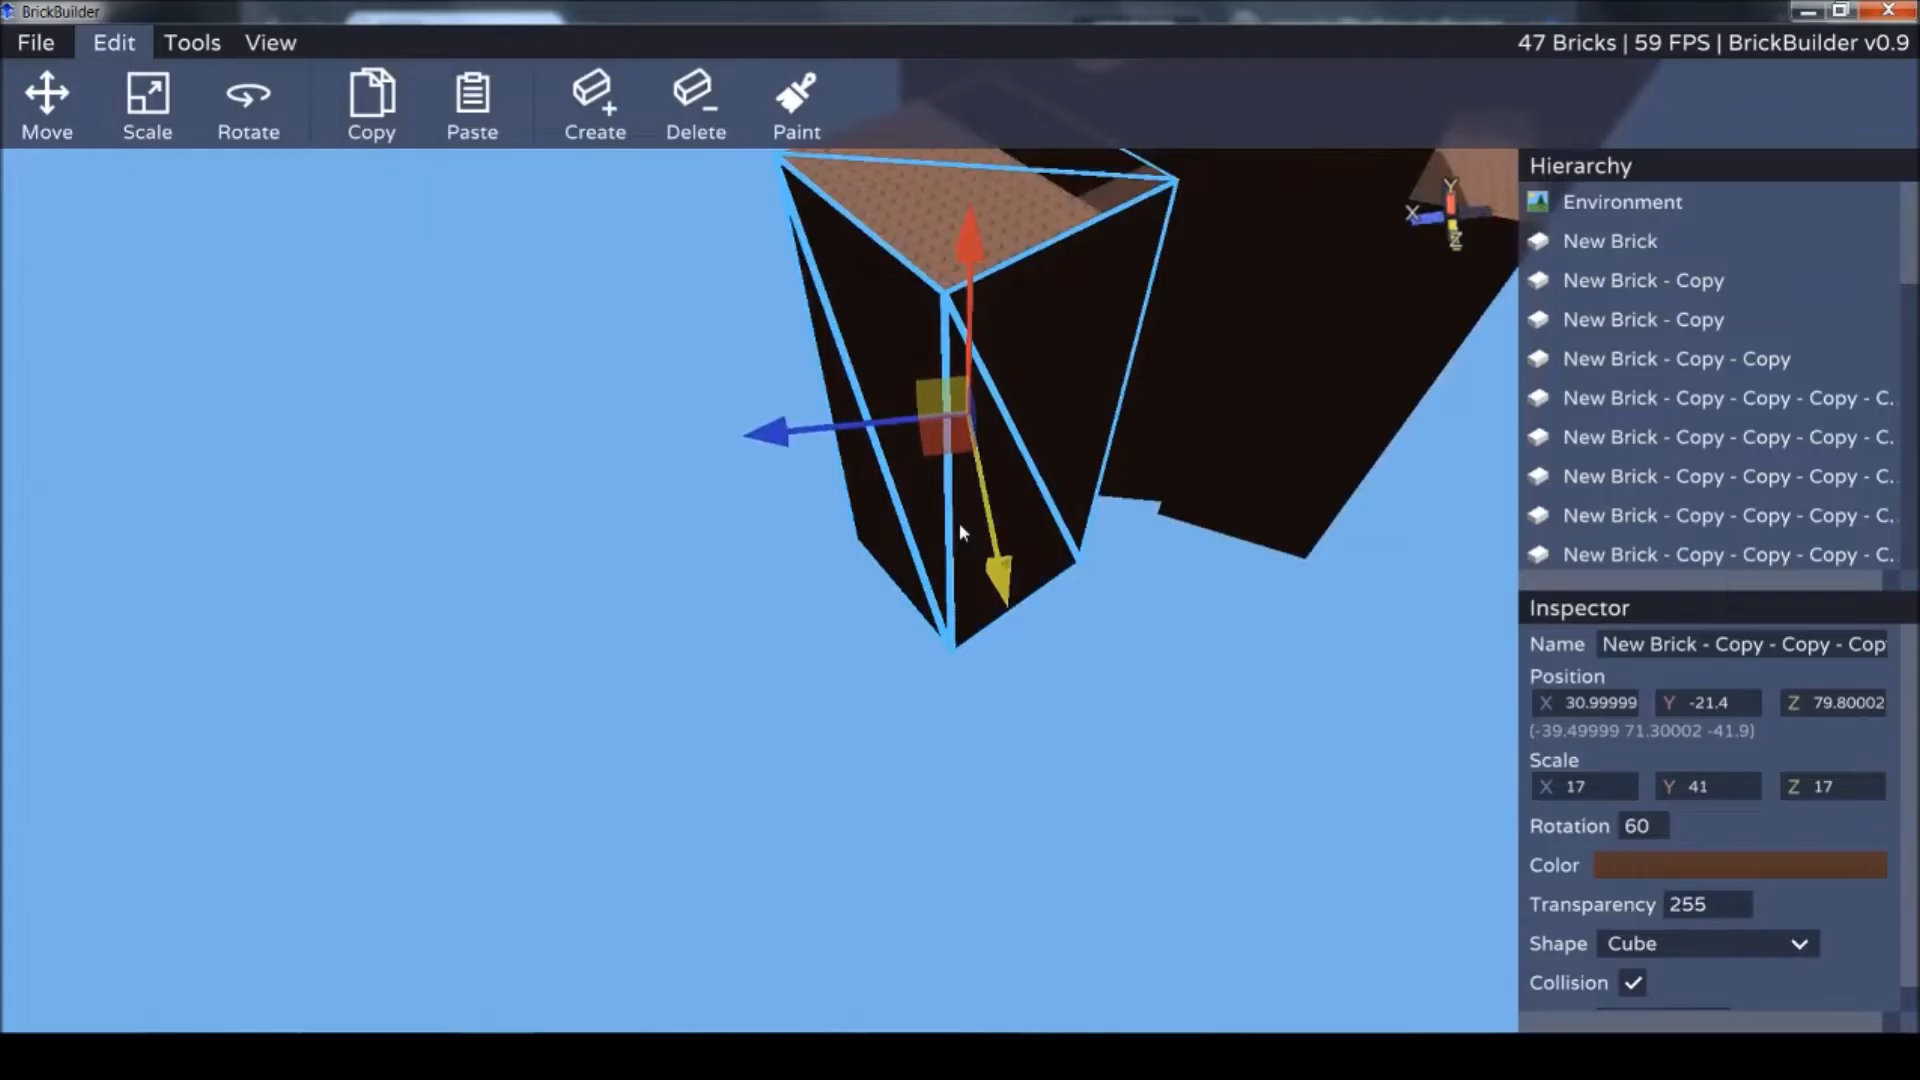 BrickBuilder
File Edit Tools View
47 Bricks | 59 FPS | BrickBuilder v0.9
Move Scale Rotate Copy Paste Create Delete Paint
Y
X
Z
Hierarchy
Environment
New Brick
New Brick - Copy
New Brick - Copy
New Brick - Copy - Copy
New Brick - Copy - Copy - Copy - C.
New Brick - Copy - Copy - Copy - C.
New Brick - Copy - Copy - Copy - C.
New Brick - Copy - Copy - Copy - C.
New Brick - Copy - Copy - Copy - C.
Inspector
Name New Brick - Copy - Copy - Cop
Position
X 30.99999 Y -21.4 Z 79.80002
(-39.49999 71.30002 -41.9)
Scale
X 17 Y 41 Z 17
Rotation 60
Color
Transparency 255
Shape Cube
Collision